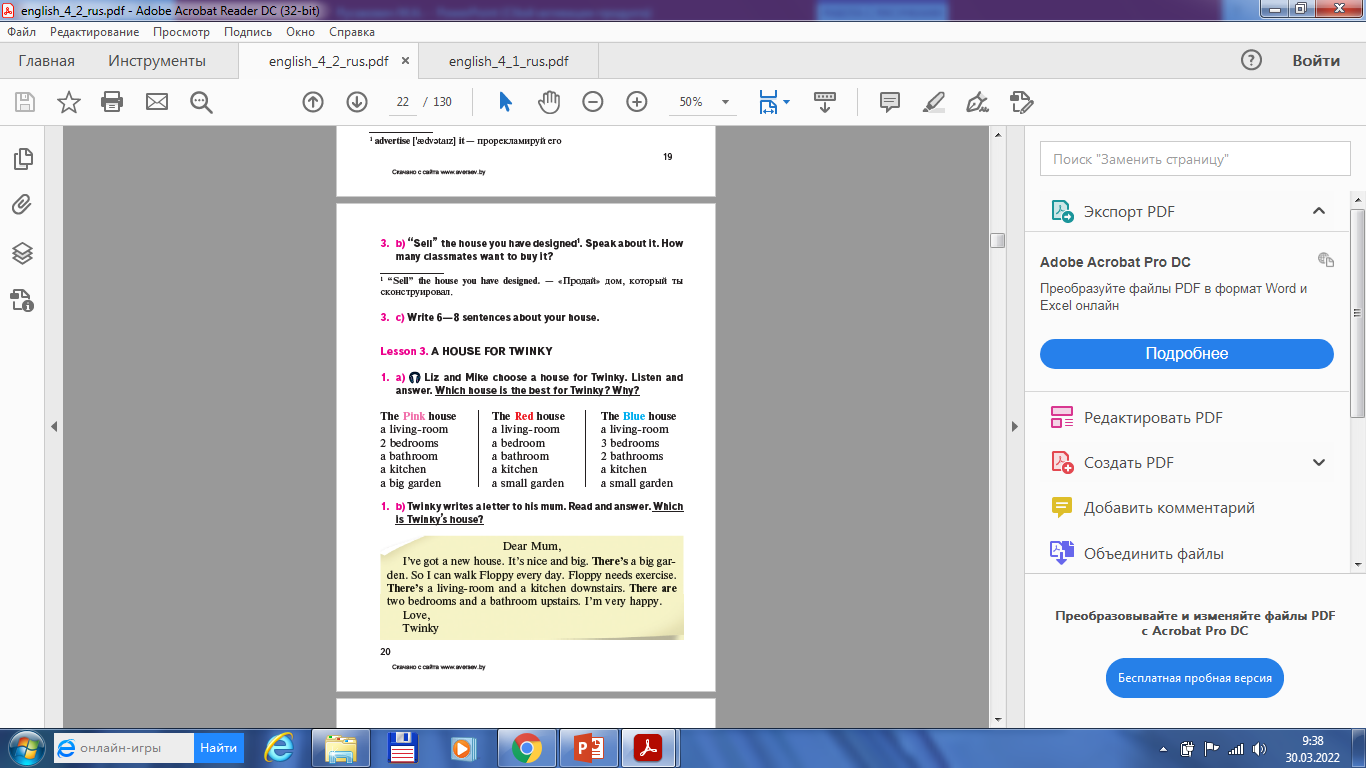 english_4_2_rus.pdf - Adobe Acrobat Reader DC (32-bit)
Файл Редактирование Просмотр Подпись Окно Справка
Главная Инструменты english_4_2_rus.pdf × english_4_1_rus.pdf Войти
22 / 130 50%
¹ advertise ['ædvətaɪz] it — прорекламируй его
19
Скачано с сайта www.aversev.by
3. b) “Sell” the house you have designed¹. Speak about it. How
many classmates want to buy it?
¹ “Sell” the house you have designed. — «Продай» дом, который ты
сконструировал.
3. c) Write 6—8 sentences about your house.
Lesson 3. A HOUSE FOR TWINKY
1. a) Liz and Mike choose a house for Twinky. Listen and
answer. Which house is the best for Twinky? Why?
The Pink house
a living-room
2 bedrooms
a bathroom
a kitchen
a big garden
The Red house
a living-room
a bedroom
a bathroom
a kitchen
a small garden
The Blue house
a living-room
3 bedrooms
2 bathrooms
a kitchen
a small garden
1. b) Twinky writes a letter to his mum. Read and answer. Which
is Twinky’s house?
Dear Mum,
I’ve got a new house. It’s nice and big. There’s a big gar-
den. So I can walk Floppy every day. Floppy needs exercise.
There’s a living-room and a kitchen downstairs. There are
two bedrooms and a bathroom upstairs. I’m very happy.
Love,
Twinky
20
Скачано с сайта www.aversev.by
Поиск "Заменить страницу"
Экспорт PDF
Adobe Acrobat Pro DC
Преобразуйте файлы PDF в формат Word и
Excel онлайн
Подробнее
Редактировать PDF
Создать PDF
Добавить комментарий
Объединить файлы
Преобразовывайте и изменяйте файлы PDF
с Acrobat Pro DC
Бесплатная пробная версия
онлайн-игры Найти
9:38
30.03.2022